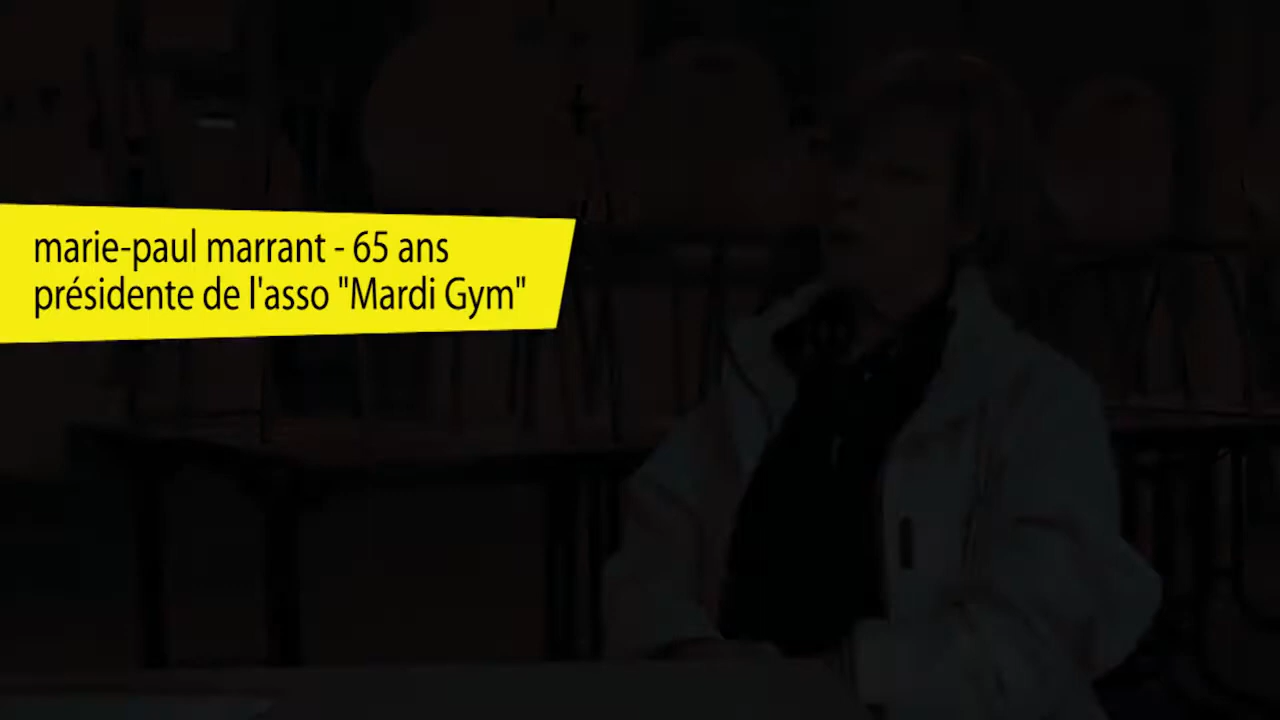 marie-paul marrant - 65 ans
présidente de l'asso "Mardi Gym"